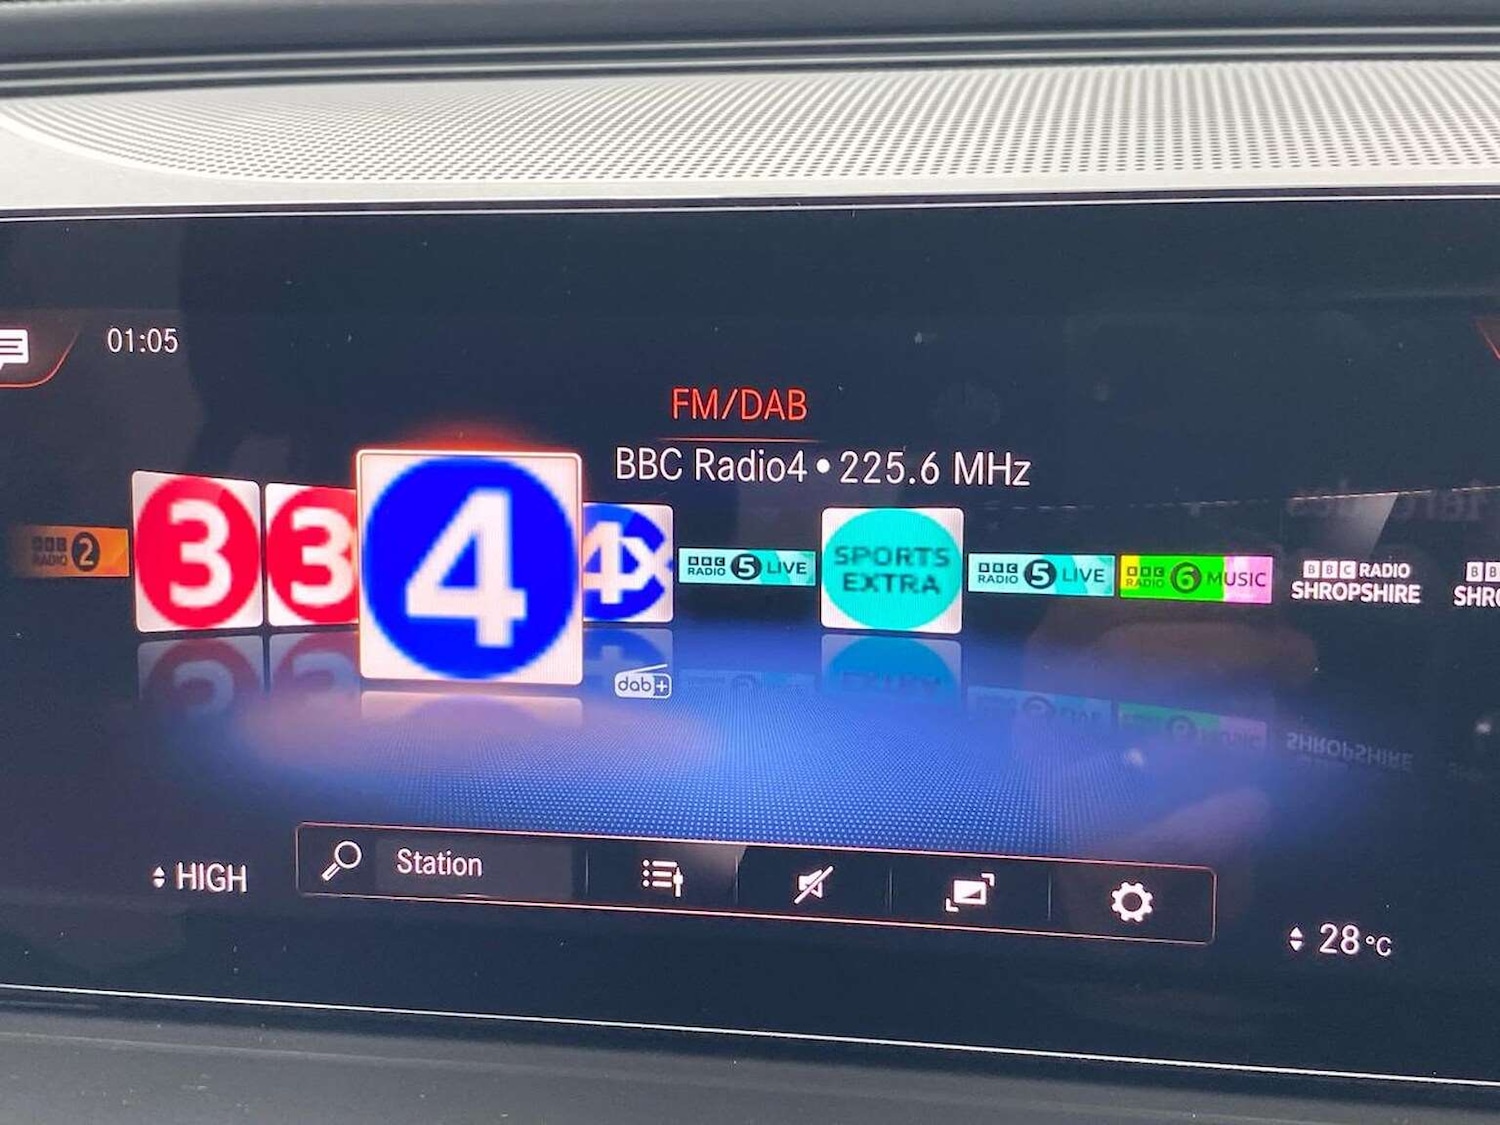 01:05
FM/DAB
BBC Radio4 • 225.6 MHz
BBC RADIO 2
3
3
4
4X
BBC RADIO 5 LIVE
SPORTS EXTRA
BBC RADIO 5 LIVE
BBC RADIO 6 MUSIC
BBC RADIO
SHROPSHIRE
dab+
HIGH
Station
28 °C